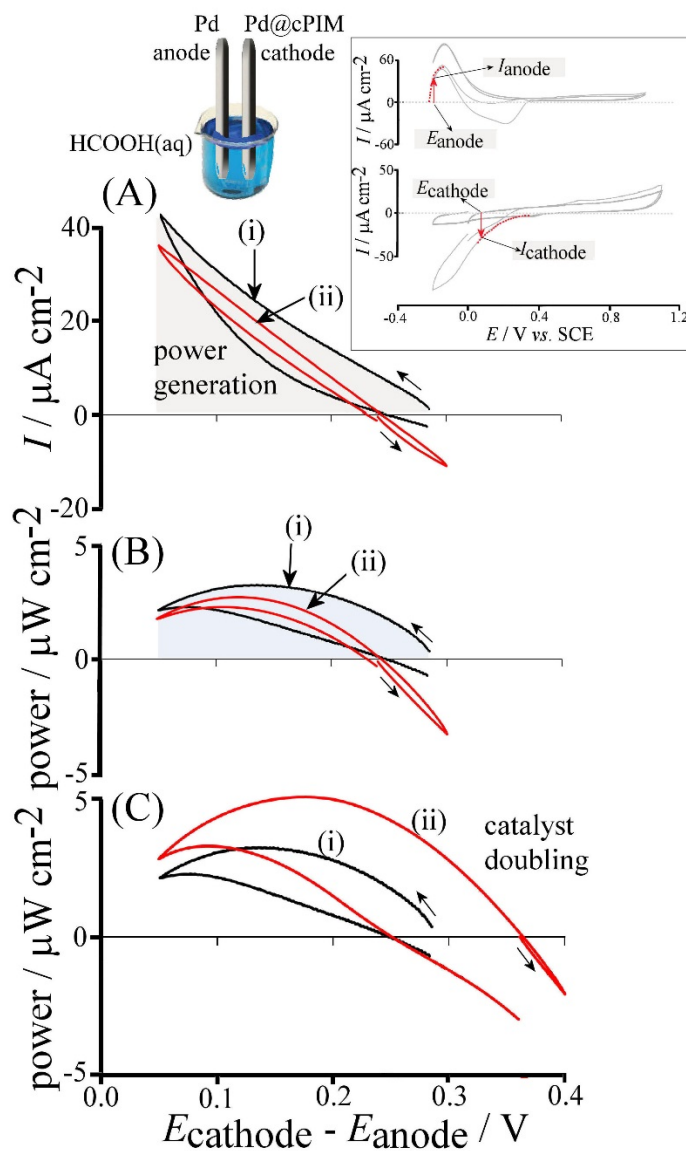 Pd Pd@cPIM
anode cathode
HCOOH(aq)
I / μA cm-2
60
0
-60
Ianode
Eanode
I / μA cm-2
0
-50
Ecathode
Icathode
-0.4 0.0 0.4 0.8 1.2
E / V vs. SCE
(A)
I / μA cm-2
40
20
0
-20
(i)
(ii)
power
generation
(B)
power / μW cm-2
5
0
-5
(i)
(ii)
(C)
power / μW cm-2
5
0
-5
(i)
(ii)
catalyst
doubling
0.0 0.1 0.2 0.3 0.4
Ecathode - Eanode / V